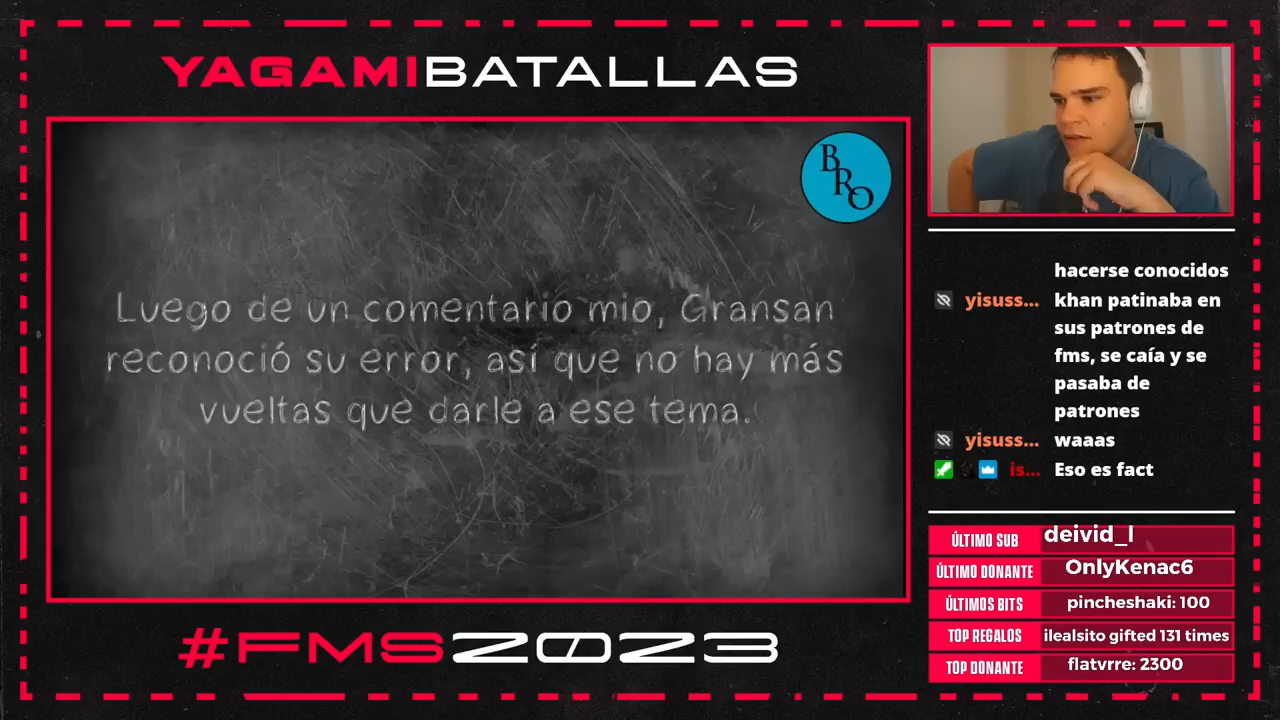 YAGAMIBATALLAS
BRO
Luego de un comentario mio, Gransan
reconoció su error, así que no hay más
vueltas que darle a ese tema.
#FMS2023
hacerse conocidos
yisuss... khan patinaba en
sus patrones de
fms, se caía y se
pasaba de
patrones
yisuss... waaas
is... Eso es fact
ÚLTIMO SUB deivid_l
ÚLTIMO DONANTE OnlyKenac6
ÚLTIMOS BITS pincheshaki: 100
TOP REGALOS ilealsito gifted 131 times
TOP DONANTE flatvrre: 2300